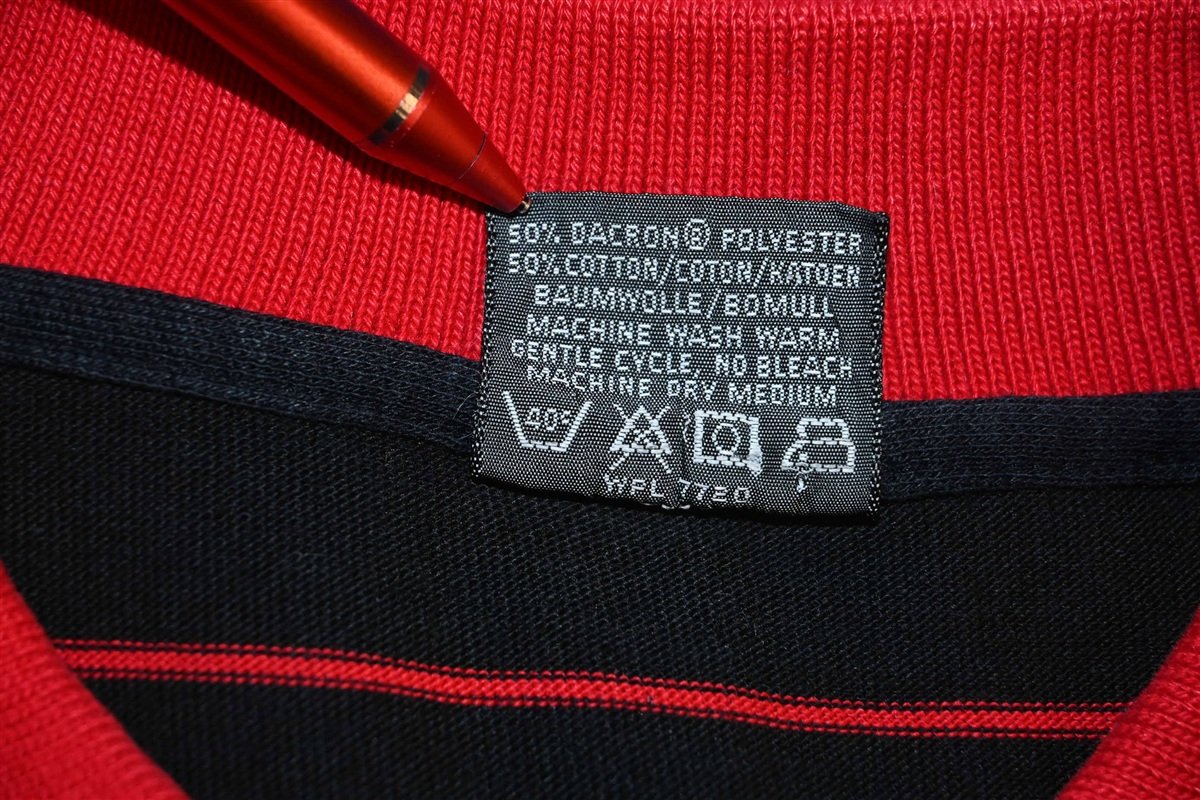 50% DACRON® POLYESTER
50% COTTON/COTON/KATOEN
BAUMWOLLE/BOMULL
MACHINE WASH WARM
GENTLE CYCLE, NO BLEACH
MACHINE DRY MEDIUM
40°
WPL 7720